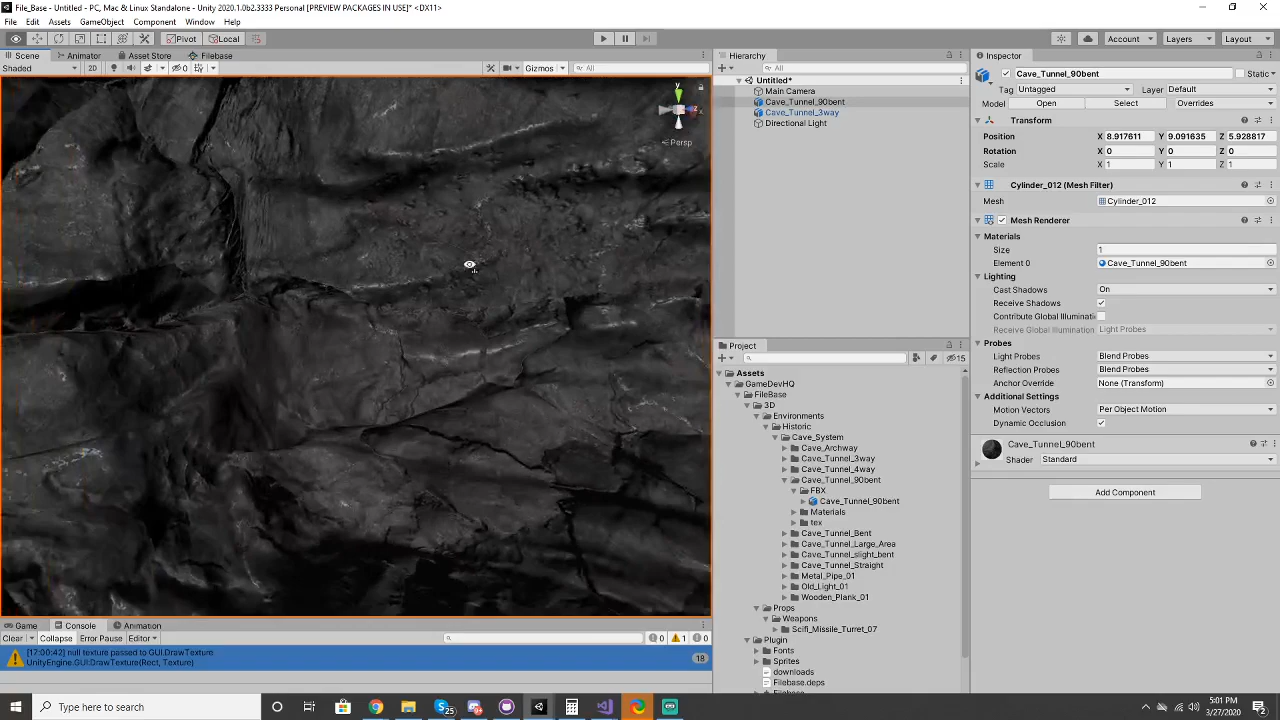 File_Base - Untitled - PC, Mac & Linux Standalone - Unity 2020.1.0b2.3333 Personal [PREVIEW PACKAGES IN USE]* <DX11>
File Edit Assets GameObject Component Window Help
Pivot Local Account Layers Layout
Scene Animator Asset Store Filebase
Shaded 2D 0 Gizmos All
Persp
Hierarchy
All
Untitled*
Main Camera
Cave_Tunnel_90bent
Cave_Tunnel_3way
Directional Light
Project
15
Assets
GameDevHQ
FileBase
3D
Environments
Historic
Cave_System
Cave_Archway
Cave_Tunnel_3way
Cave_Tunnel_4way
Cave_Tunnel_90bent
FBX
Cave_Tunnel_90bent
Materials
tex
Cave_Tunnel_Bent
Cave_Tunnel_Large_Area
Cave_Tunnel_slight_bent
Cave_Tunnel_Straight
Metal_Pipe_01
Old_Light_01
Wooden_Plank_01
Props
Weapons
Scifi_Missile_Turret_07
Plugin
Fonts
Sprites
downloads
Filebase.deps
Inspector
Cave_Tunnel_90bent Static
Tag Untagged Layer Default
Model Open Select Overrides
Transform
Position X 8.917611 Y 9.091635 Z 5.928817
Rotation X 0 Y 0 Z 0
Scale X 1 Y 1 Z 1
Cylinder_012 (Mesh Filter)
Mesh Cylinder_012
Mesh Renderer
Materials
Size 1
Element 0 Cave_Tunnel_90bent
Lighting
Cast Shadows On
Receive Shadows
Contribute Global Illuminati
Receive Global Illumination Light Probes
Probes
Light Probes Blend Probes
Reflection Probes Blend Probes
Anchor Override None (Transform)
Additional Settings
Motion Vectors Per Object Motion
Dynamic Occlusion
Cave_Tunnel_90bent
Shader Standard
Add Component
Game Console Animation
Clear Collapse Error Pause Editor 0 1 0
[17:00:42] null texture passed to GUI.DrawTexture
UnityEngine.GUI:DrawTexture(Rect, Texture)
18
Type here to search
25
5:01 PM
3/27/2020
2